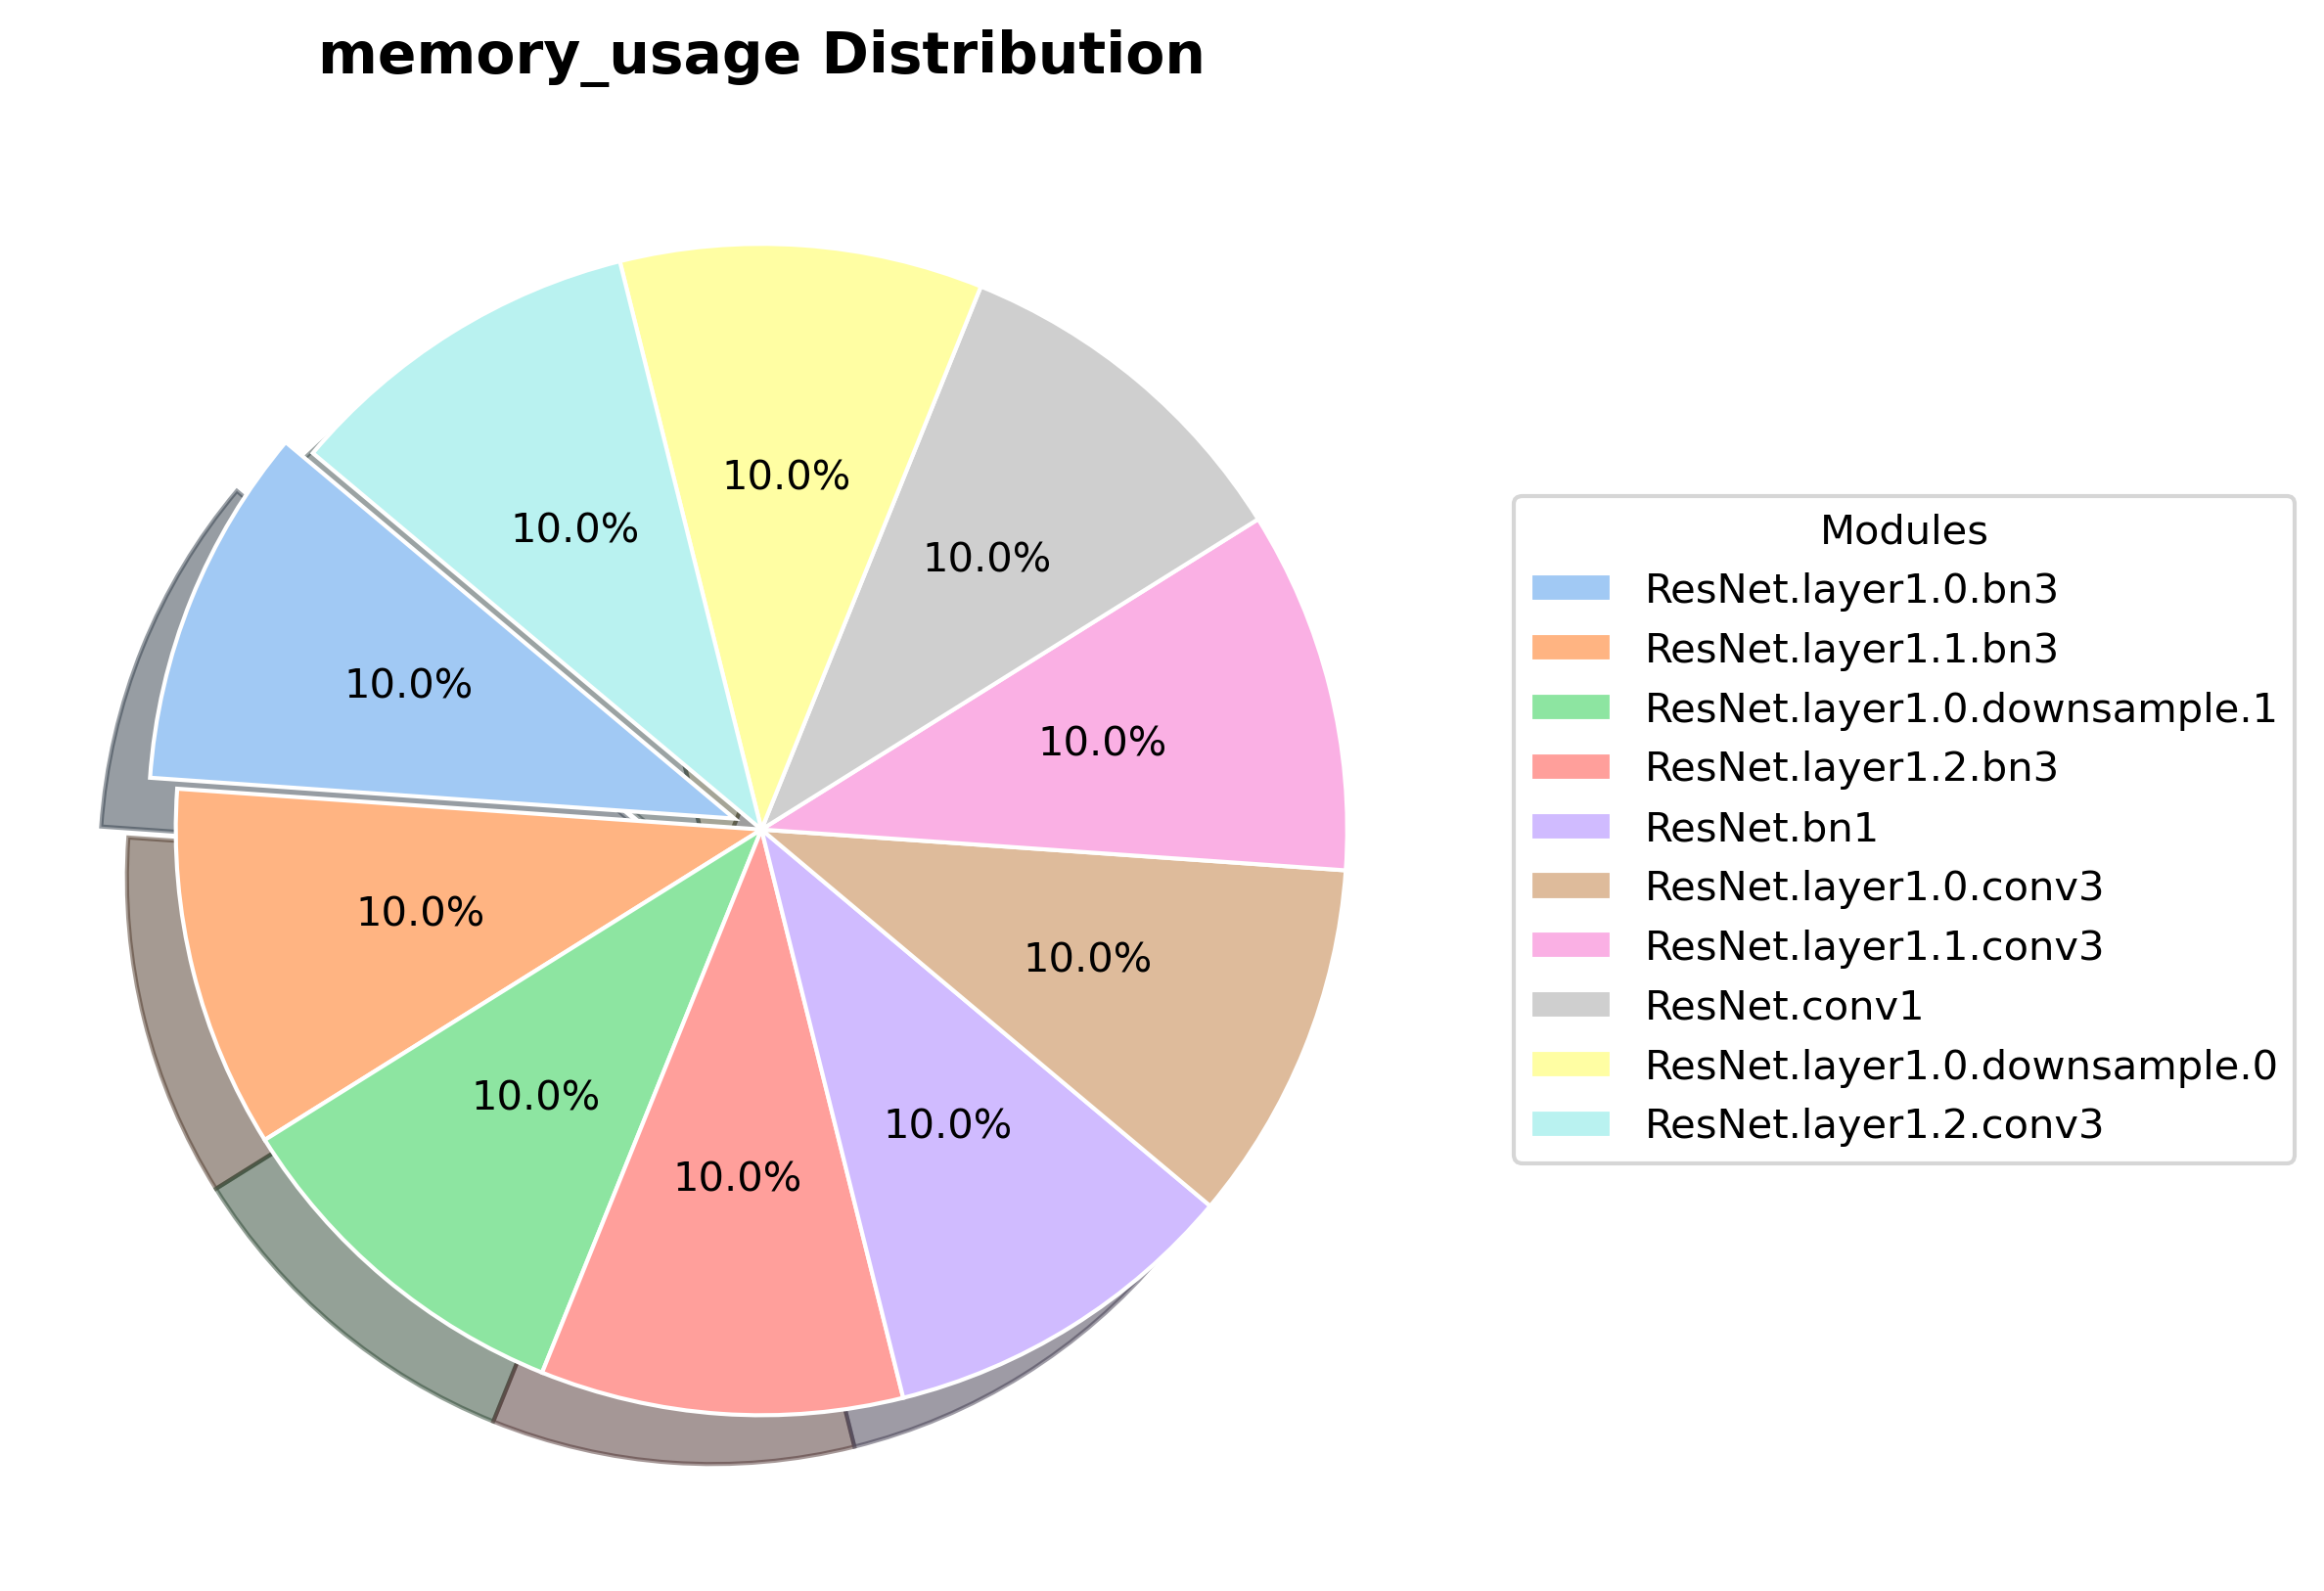 memory_usage Distribution
10.0%
10.0%
10.0%
10.0%
10.0%
10.0%
10.0%
10.0%
10.0%
10.0%
Modules
ResNet.layer1.0.bn3
ResNet.layer1.1.bn3
ResNet.layer1.0.downsample.1
ResNet.layer1.2.bn3
ResNet.bn1
ResNet.layer1.0.conv3
ResNet.layer1.1.conv3
ResNet.conv1
ResNet.layer1.0.downsample.0
ResNet.layer1.2.conv3